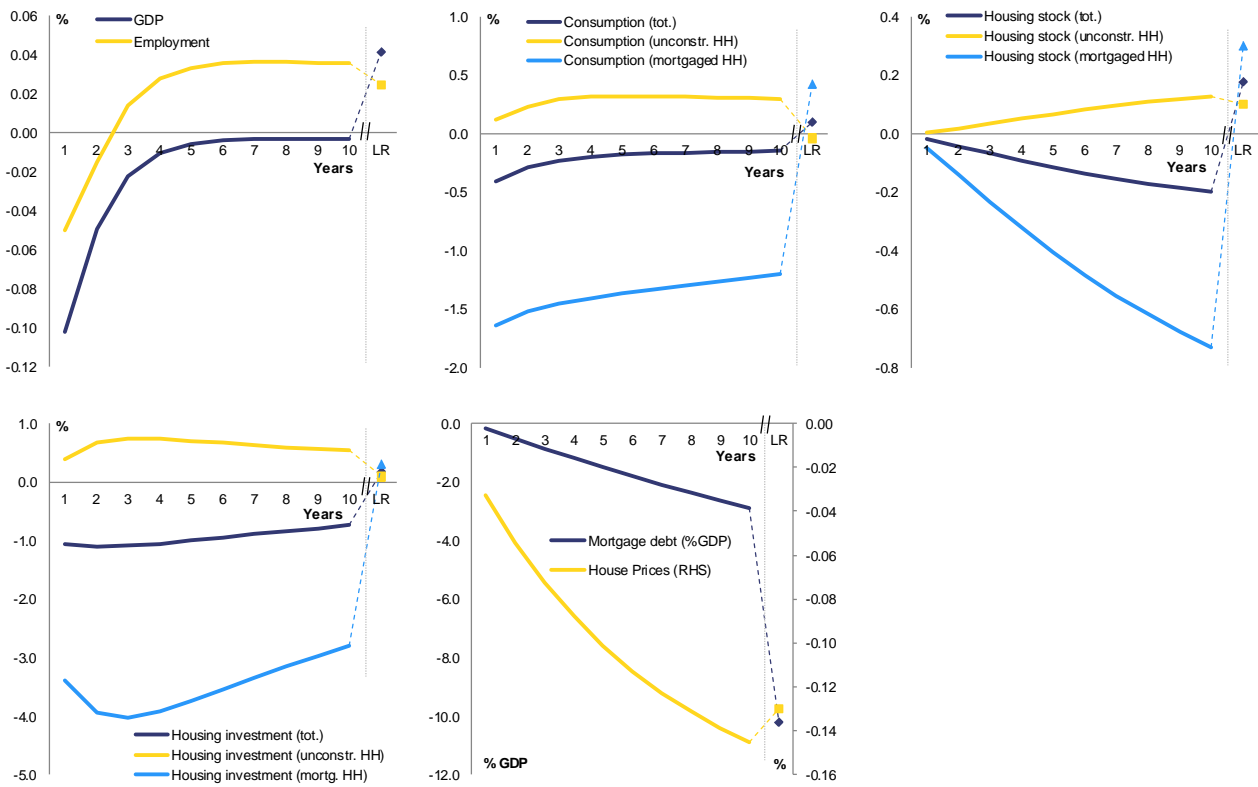 0.06
%
GDP
Employment
0.04
0.02
0.00
1 2 3 4 5 6 7 8 9 10 LR
Years
-0.02
-0.04
-0.06
-0.08
-0.10
-0.12
1.0
%
Consumption (tot.)
Consumption (unconstr. HH)
Consumption (mortgaged HH)
0.5
0.0
1 2 3 4 5 6 7 8 9 10 LR
Years
-0.5
-1.0
-1.5
-2.0
0.4
%
Housing stock (tot.)
Housing stock (unconstr. HH)
Housing stock (mortgaged HH)
0.2
0.0
1 2 3 4 5 6 7 8 9 10 LR
Years
-0.2
-0.4
-0.6
-0.8
1.0
%
0.0
1 2 3 4 5 6 7 8 9 10 LR
Years
-1.0
-2.0
-3.0
-4.0
Housing investment (tot.)
Housing investment (unconstr. HH)
Housing investment (mortg. HH)
-5.0
0.0
1 2 3 4 5 6 7 8 9 10 LR
Years
-2.0
-4.0
Mortgage debt (%GDP)
House Prices (RHS)
-6.0
-8.0
-10.0
-12.0
% GDP
%
0.00
-0.02
-0.04
-0.06
-0.08
-0.10
-0.12
-0.14
-0.16